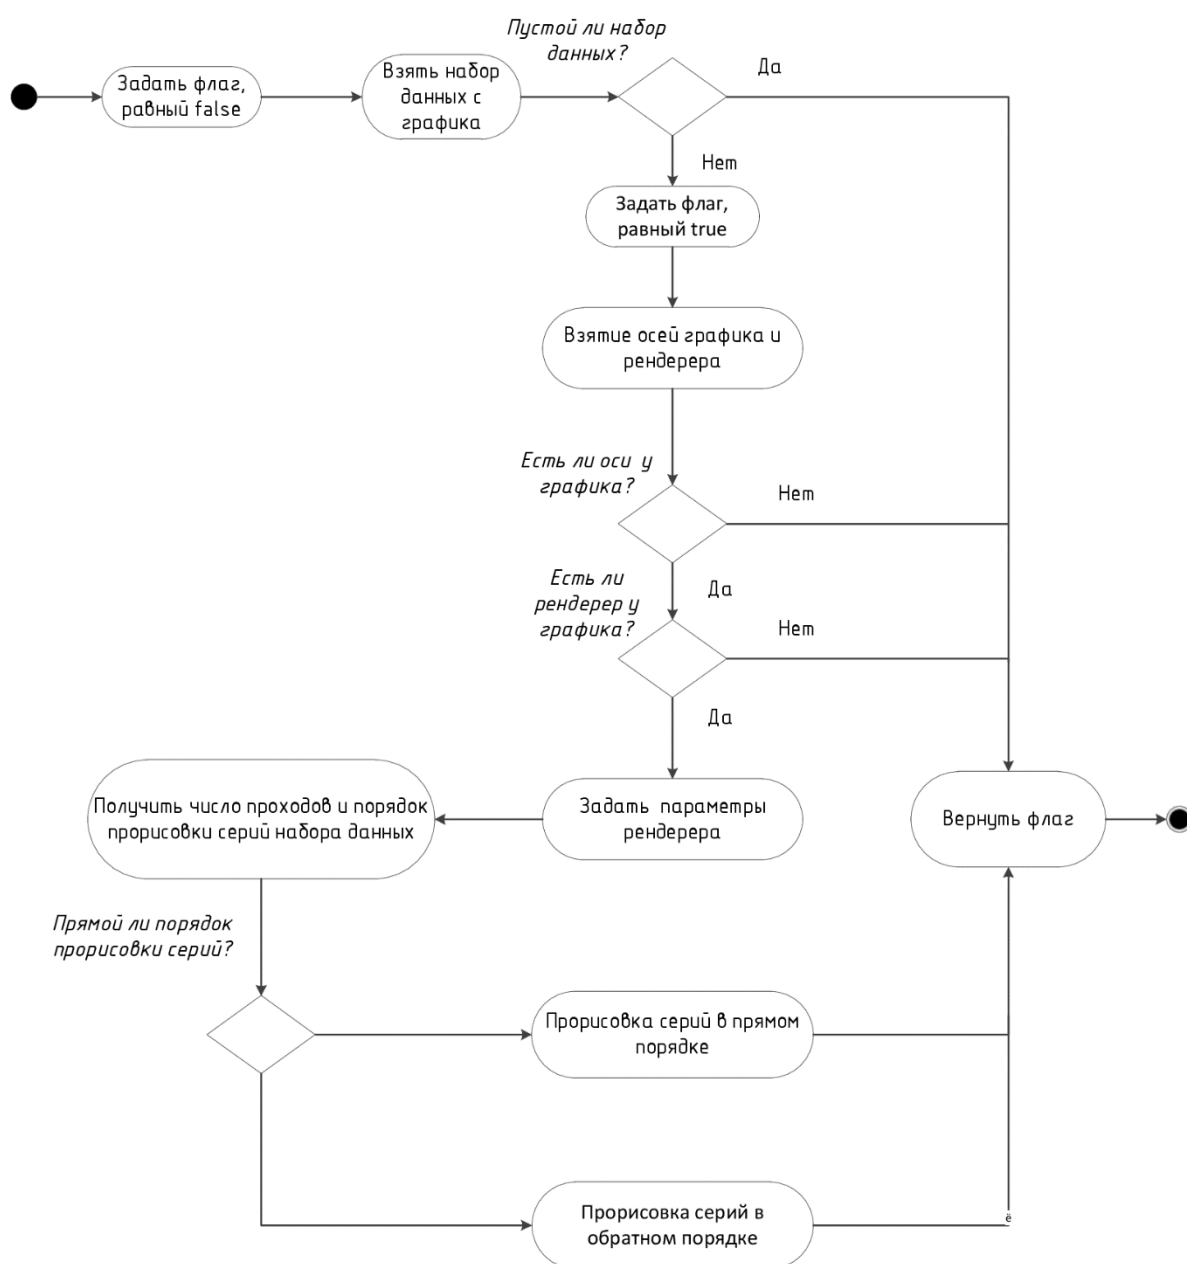 Пустой ли набор
данных?
Да
Задать флаг,
равный false
Взять набор
данных с
графика
Нет
Задать флаг,
равный true
Взятие осей графика и
рендерера
Есть ли оси у
графика?
Нет
Есть ли
рендерер у
графика?
Да
Нет
Да
Получить число проходов и порядок
прорисовки серий набора данных
Задать параметры
рендерера
Вернуть флаг
Прямой ли порядок
прорисовки серий?
Прорисовка серий в прямом
порядке
Прорисовка серий в
обратном порядке
ё